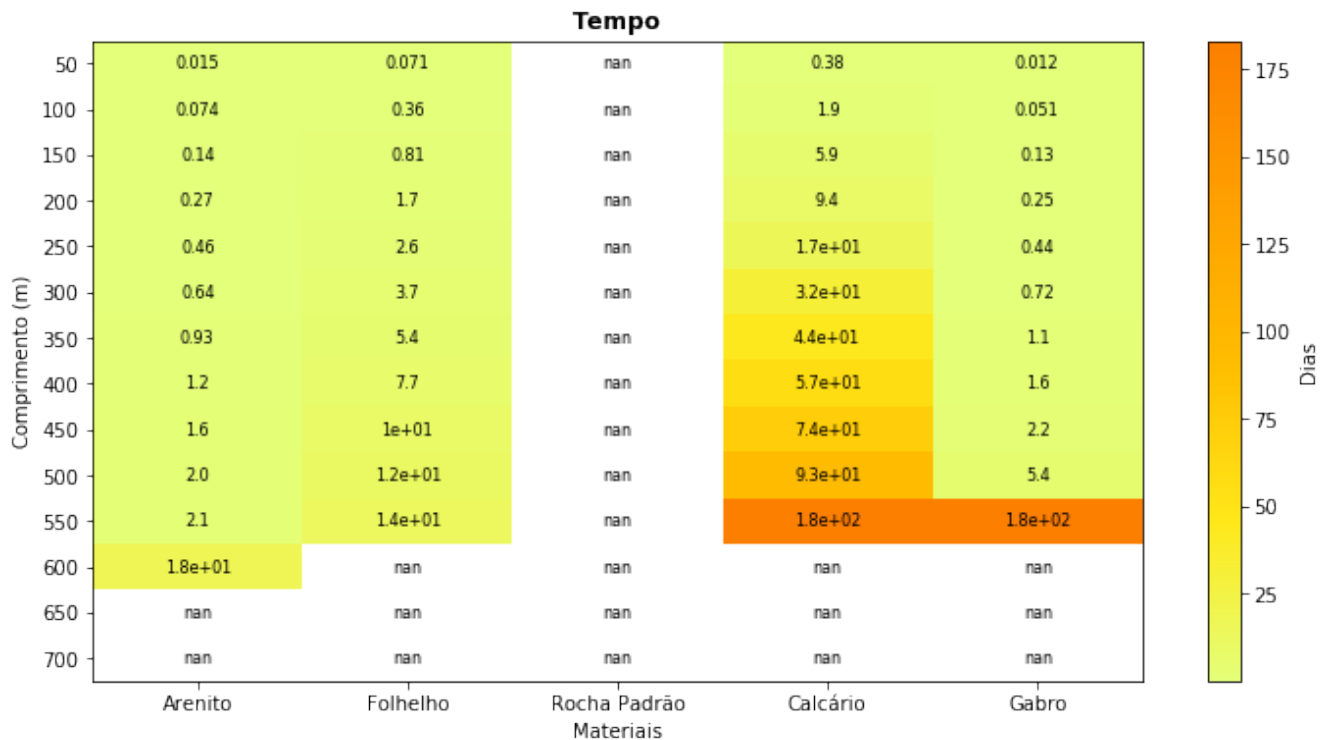 Tempo
50 0.015 0.071 nan 0.38 0.012
100 0.074 0.36 nan 1.9 0.051
150 0.14 0.81 nan 5.9 0.13
200 0.27 1.7 nan 9.4 0.25
250 0.46 2.6 nan 1.7e+01 0.44
300 0.64 3.7 nan 3.2e+01 0.72
350 0.93 5.4 nan 4.4e+01 1.1
400 1.2 7.7 nan 5.7e+01 1.6
450 1.6 1e+01 nan 7.4e+01 2.2
500 2.0 1.2e+01 nan 9.3e+01 5.4
550 2.1 1.4e+01 nan 1.8e+02 1.8e+02
600 1.8e+01 nan nan nan nan
650 nan nan nan nan nan
700 nan nan nan nan nan
Comprimento (m)
Arenito Folhelho Rocha Padrão Calcário Gabro
Materiais
175
150
125
100
75
50
25
Dias